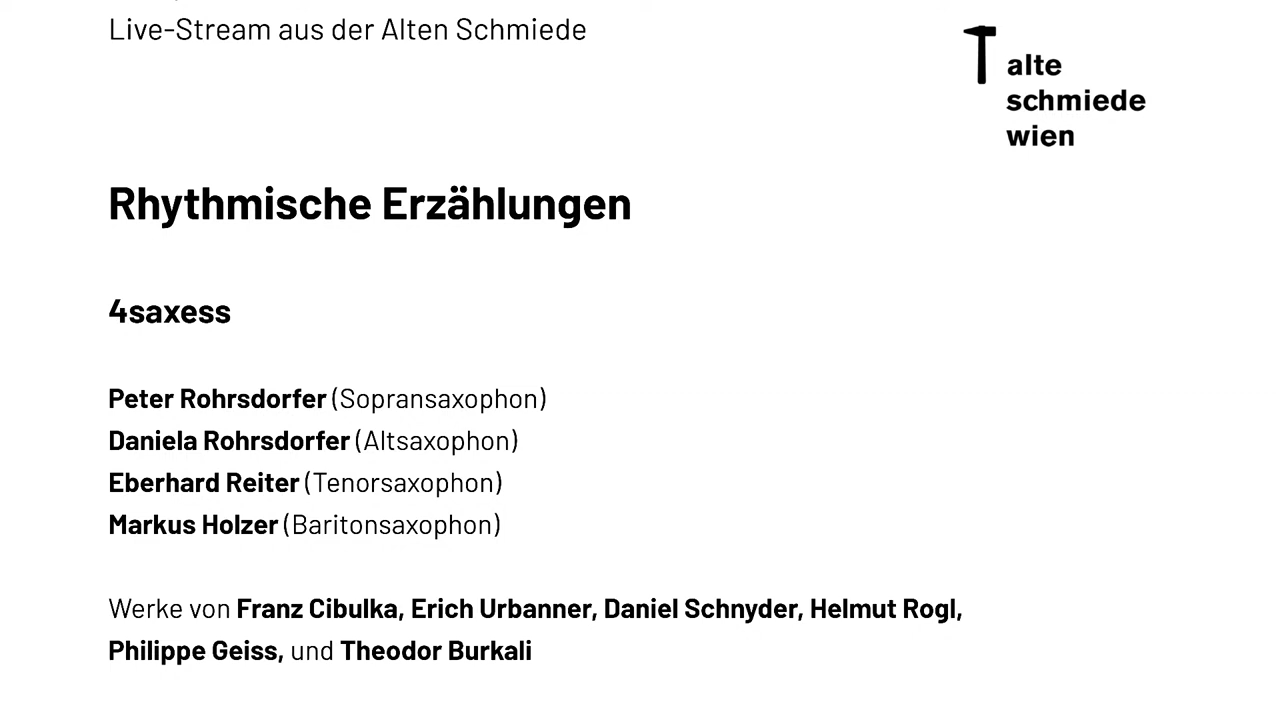 Live-Stream aus der Alten Schmiede
alte
schmiede
wien
Rhythmische Erzählungen
4saxess
Peter Rohrsdorfer (Sopransaxophon)
Daniela Rohrsdorfer (Altsaxophon)
Eberhard Reiter (Tenorsaxophon)
Markus Holzer (Baritonsaxophon)
Werke von Franz Cibulka, Erich Urbanner, Daniel Schnyder, Helmut Rogl,
Philippe Geiss, und Theodor Burkali